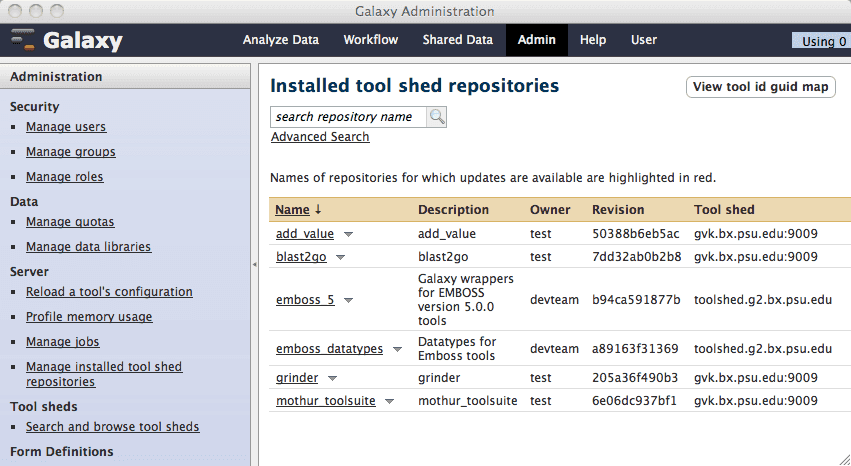 Galaxy Administration
Galaxy
Analyze Data Workflow Shared Data Admin Help User
Using 0
Administration
Security
Manage users
Manage groups
Manage roles
Data
Manage quotas
Manage data libraries
Server
Reload a tool's configuration
Profile memory usage
Manage jobs
Manage installed tool shed
repositories
Tool sheds
Search and browse tool sheds
Form Definitions
Installed tool shed repositories
View tool id guid map
search repository name
Advanced Search
Names of repositories for which updates are available are highlighted in red.
Name ↓ Description Owner Revision Tool shed
add_value add_value test 50388b6eb5ac gvk.bx.psu.edu:9009
blast2go blast2go test 7dd32ab0b2b8 gvk.bx.psu.edu:9009
emboss_5 Galaxy wrappers
for EMBOSS
version 5.0.0
tools devteam b94ca591877b toolshed.g2.bx.psu.edu
emboss_datatypes Datatypes for
Emboss tools devteam a89163f31369 toolshed.g2.bx.psu.edu
grinder grinder test 205a36f490b3 gvk.bx.psu.edu:9009
mothur_toolsuite mothur_toolsuite test 6e06dc937bf1 gvk.bx.psu.edu:9009